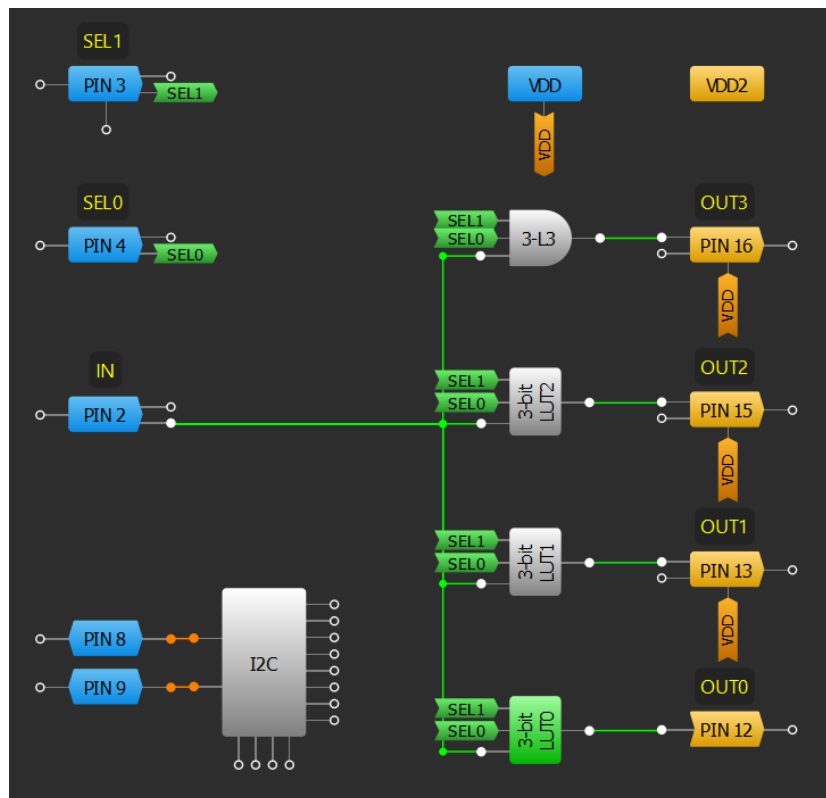 SEL1
PIN 3
SEL1
VDD
VDD
VDD2
SEL0
PIN 4
SEL0
SEL1
SEL0
3-L3
OUT3
PIN 16
VDD
IN
PIN 2
SEL1
SEL0
3-bit
LUT2
OUT2
PIN 15
VDD
SEL1
SEL0
3-bit
LUT1
OUT1
PIN 13
VDD
PIN 8
PIN 9
I2C
SEL1
SEL0
3-bit
LUT0
OUT0
PIN 12